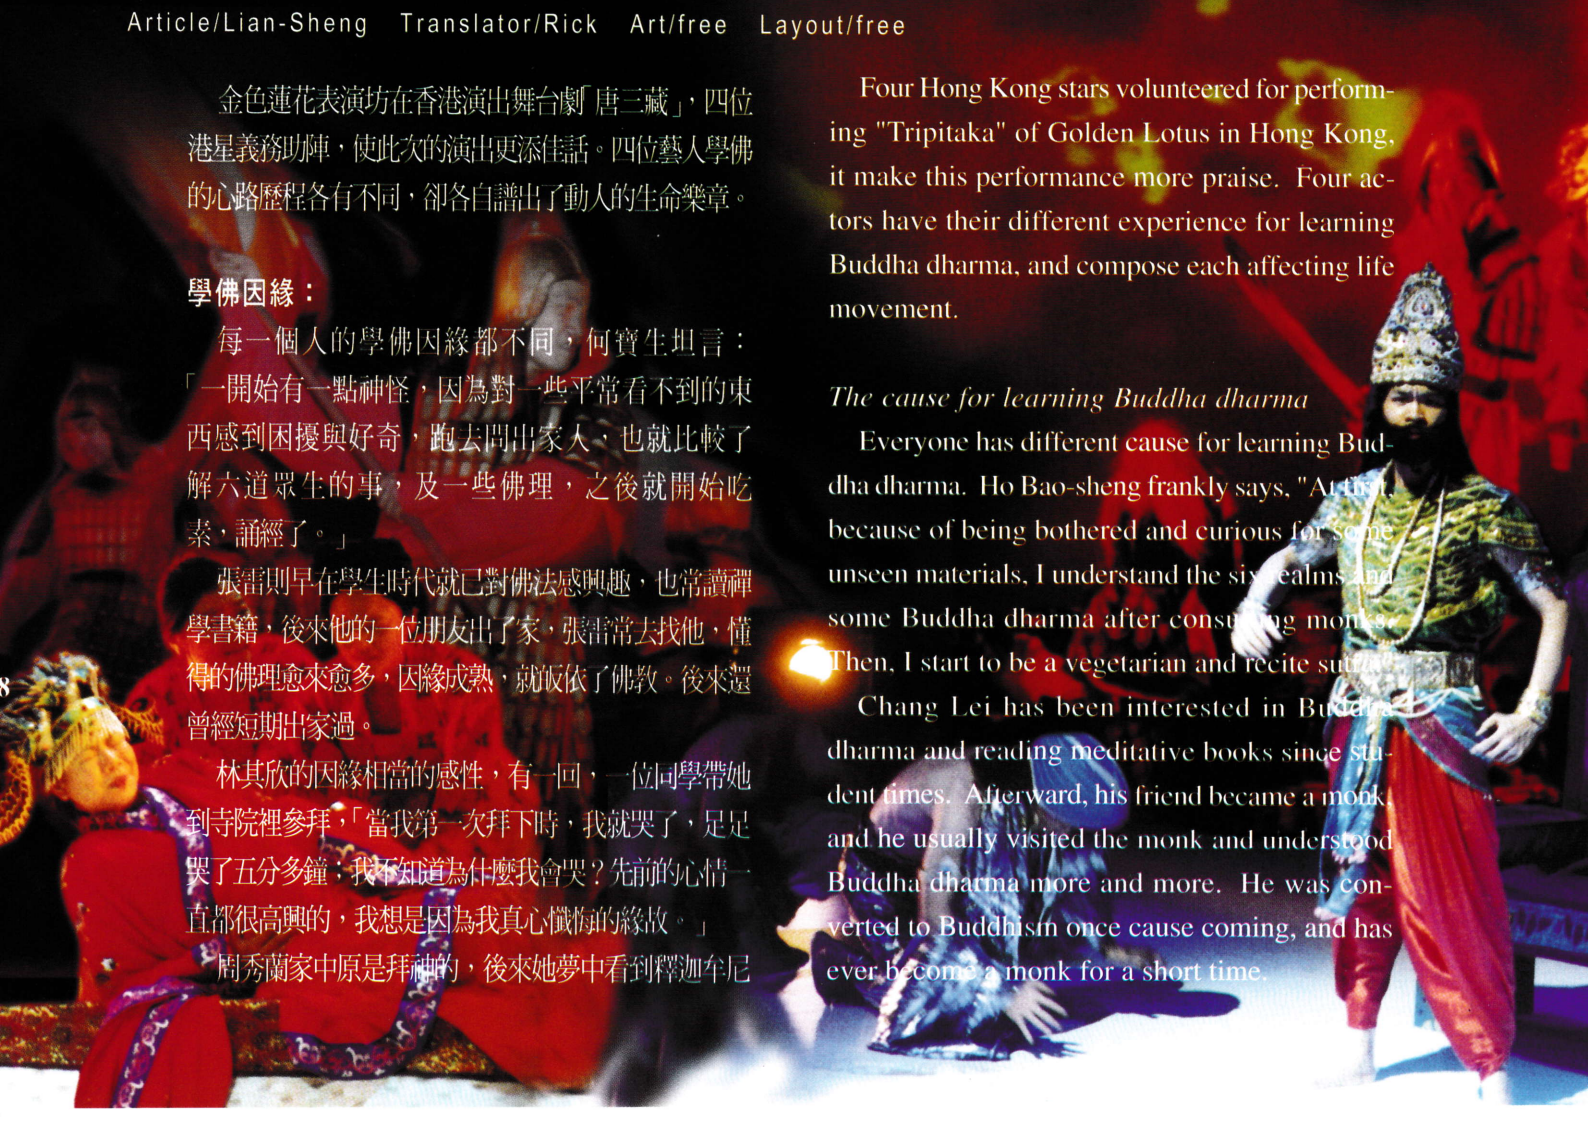 Article/Lian-Sheng Translator/Rick Art/free Layout/free
金色蓮花表演坊在香港演出舞台劇「唐三藏」，四位
港星義務助陣，使此次的演出更添佳話。四位藝人學佛
的心路歷程各有不同，卻各自譜出了動人的生命樂章。
學佛因緣：
每一個人的學佛因緣都不同，何寶生坦言：
「一開始有一點神怪，因為對一些平常看不到的東
西感到困擾與好奇，跑去問出家人，也就比較了
解六道眾生的事，及一些佛理，之後就開始吃
素，誦經了。」
張雷則早在學生時代就已對佛法感興趣，也常讀禪
學書籍，後來他的一位朋友出了家，張雷常去找他，懂
得的佛理愈來愈多，因緣成熟，就皈依了佛教。後來還
曾經短期出家過。
林其欣的因緣相當的感性，有一回，一位同學帶她
到寺院裡參拜，「當我第一次拜下時，我就哭了，足足
哭了五分多鐘；我不知道為什麼我會哭？先前的心情一
直都很高興的，我想是因為我真心懺悔的緣故。」
周秀蘭家中原是拜神的，後來她夢中看到釋迦牟尼
8
Four Hong Kong stars volunteered for perform-
ing "Tripitaka" of Golden Lotus in Hong Kong,
it make this performance more praise. Four ac-
tors have their different experience for learning
Buddha dharma, and compose each affecting life
movement.
The cause for learning Buddha dharma
Everyone has different cause for learning Bud-
dha dharma. Ho Bao-sheng frankly says, "At first,
because of being bothered and curious for some
unseen materials, I understand the six realms and
some Buddha dharma after consulting monks.
Then, I start to be a vegetarian and recite sutra."
Chang Lei has been interested in Buddha
dharma and reading meditative books since stu-
dent times. Afterward, his friend became a monk,
and he usually visited the monk and understood
Buddha dharma more and more. He was con-
verted to Buddhism once cause coming, and has
ever become a monk for a short time.